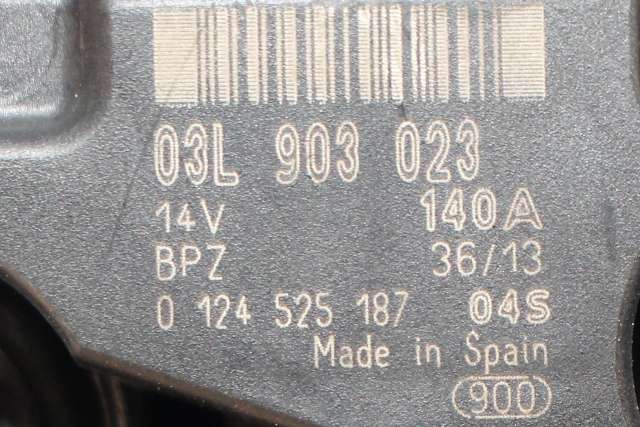 03L 903 023
14V 140A
BPZ 36/13
0 124 525 187 04S
Made in Spain
900